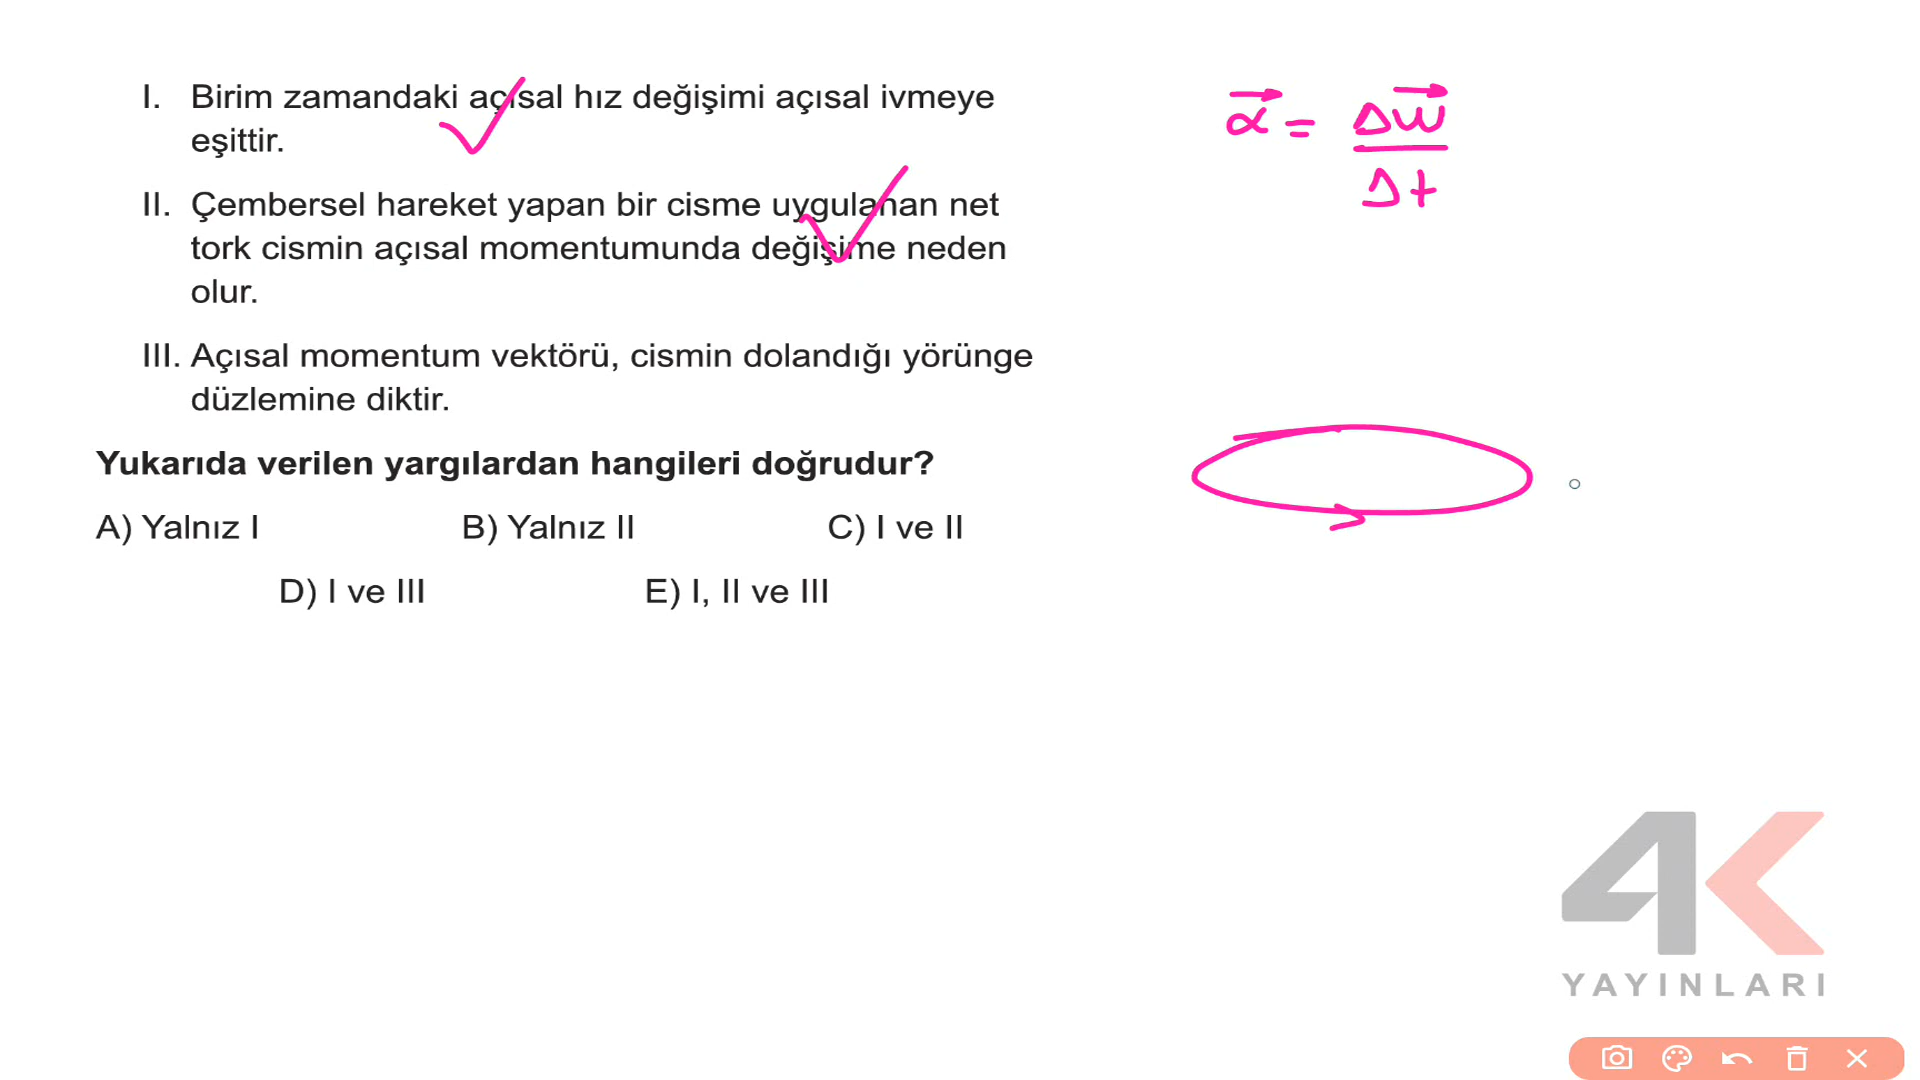 I. Birim zamandaki açısal hız değişimi açısal ivmeye
eşittir.
II. Çembersel hareket yapan bir cisme uygulanan net
tork cismin açısal momentumunda değişime neden
olur.
III. Açısal momentum vektörü, cismin dolandığı yörünge
düzlemine diktir.
Yukarıda verilen yargılardan hangileri doğrudur?
A) Yalnız I B) Yalnız II C) I ve II
D) I ve III E) I, II ve III
α = Δw
Δt
4K
YAYINLARI